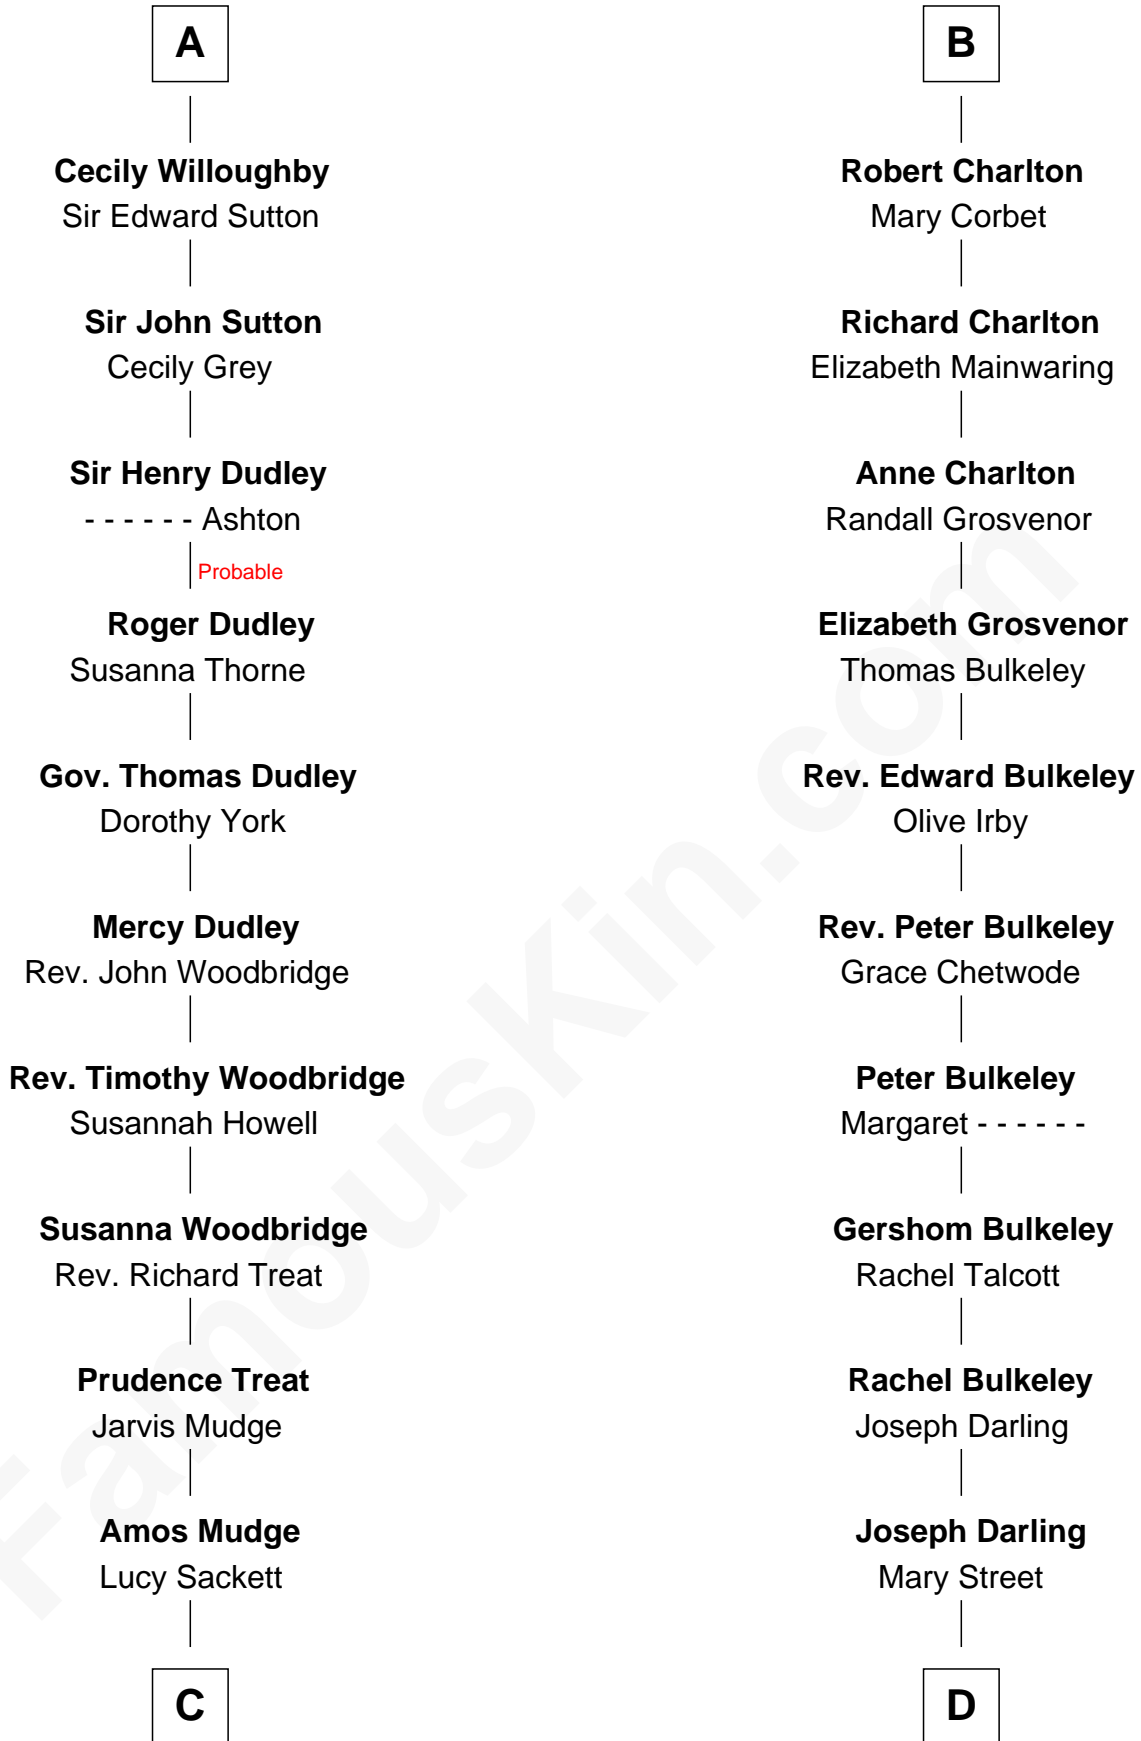 A
Cecily Willoughby
Sir Edward Sutton
Sir John Sutton
Cecily Grey
Sir Henry Dudley
- - - - - - Ashton
Probable
Roger Dudley
Susanna Thorne
Gov. Thomas Dudley
Dorothy York
Mercy Dudley
Rev. John Woodbridge
Rev. Timothy Woodbridge
Susannah Howell
Susanna Woodbridge
Rev. Richard Treat
Prudence Treat
Jarvis Mudge
Amos Mudge
Lucy Sackett
C
B
Robert Charlton
Mary Corbet
Richard Charlton
Elizabeth Mainwaring
Anne Charlton
Randall Grosvenor
Elizabeth Grosvenor
Thomas Bulkeley
Rev. Edward Bulkeley
Olive Irby
Rev. Peter Bulkeley
Grace Chetwode
Peter Bulkeley
Margaret - - - - - -
Gershom Bulkeley
Rachel Talcott
Rachel Bulkeley
Joseph Darling
Joseph Darling
Mary Street
D
FamousKin.com